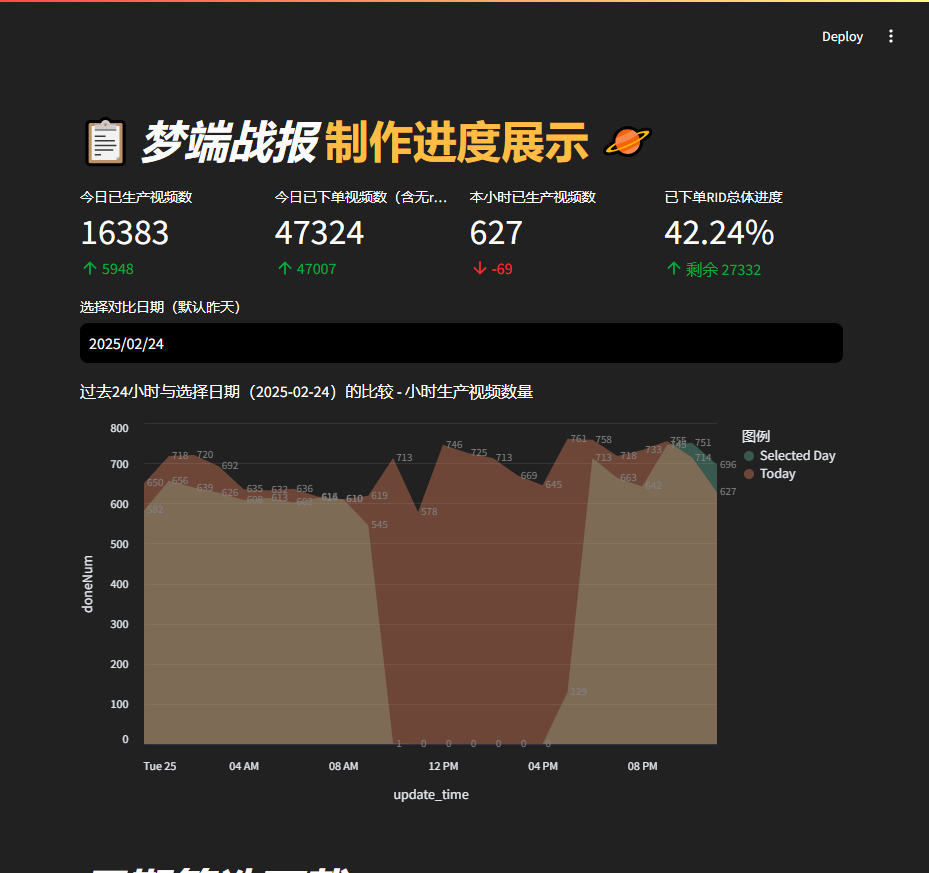 Deploy
梦端战报 制作进度展示
今日已生产视频数
16383
5948
今日已下单视频数（含无r...
47324
47007
本小时已生产视频数
627
-69
已下单RID总体进度
42.24%
剩余 27332
选择对比日期（默认昨天）
2025/02/24
过去24小时与选择日期（2025-02-24）的比较 - 小时生产视频数量
图例
Selected Day
Today
doneNum
800
700
600
500
400
300
200
100
0
650 718 720 692 635 632 636 610 619 713 578 746 725 713 669 645 761 758 718 733 755 714 627
582 656 639 626 608 613 603 545 1 0 0 0 0 0 0 129 713 663 642 751 696
Tue 25 04 AM 08 AM 12 PM 04 PM 08 PM
update_time